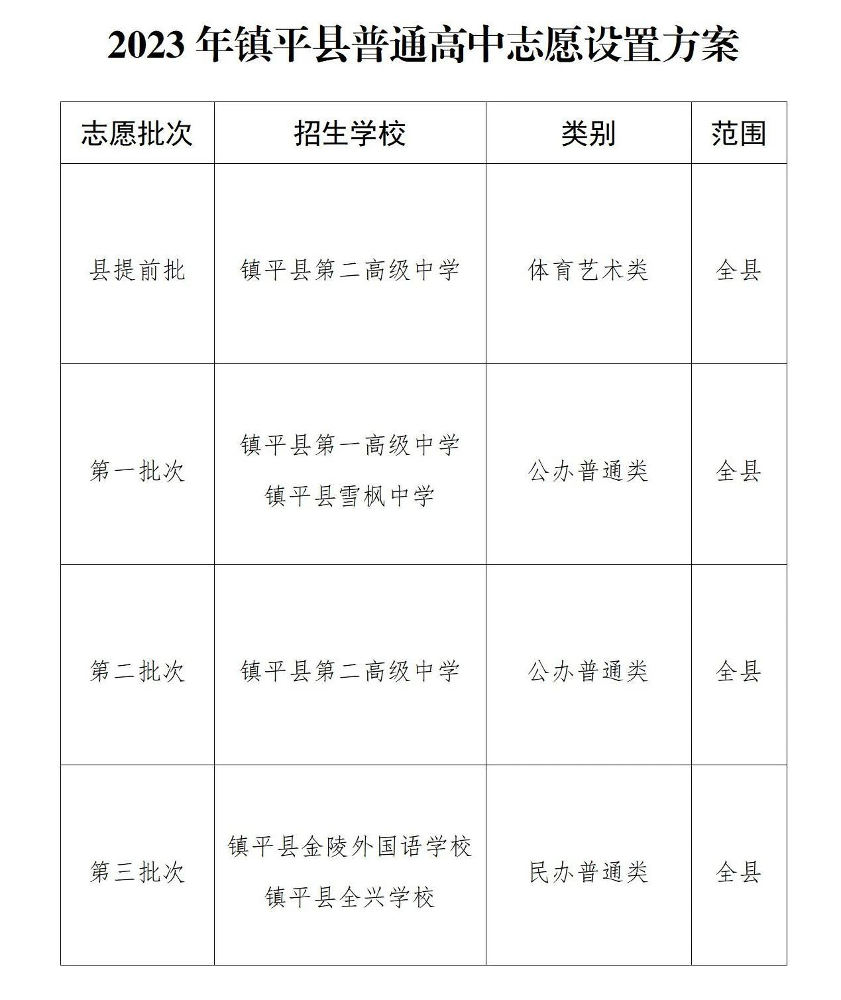 2023 年镇平县普通高中志愿设置方案
志愿批次 招生学校 类别 范围
县提前批 镇平县第二高级中学 体育艺术类 全县
第一批次 镇平县第一高级中学 公办普通类 全县
镇平县雪枫中学
第二批次 镇平县第二高级中学 公办普通类 全县
第三批次 镇平县金陵外国语学校 民办普通类 全县
镇平县全兴学校